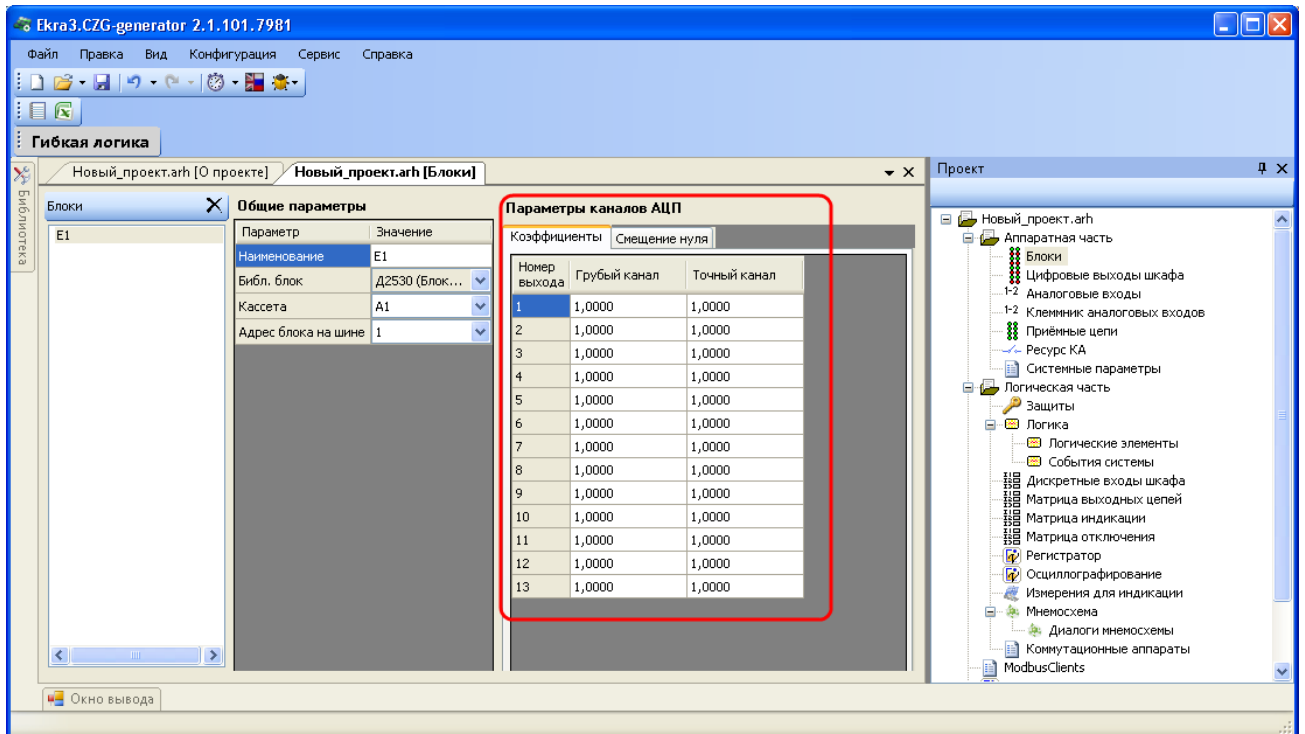 Ekra3.CZG-generator 2.1.101.7981
Файл Правка Вид Конфигурация Сервис Справка
Гибкая логика
Библиотека
Новый_проект.arh [О проекте] Новый_проект.arh [Блоки]
Блоки
E1
Общие параметры
Параметр Значение
Наименование E1
Библ. блок Д2530 (Блок...
Кассета A1
Адрес блока на шине 1
Параметры каналов АЦП
Коэффициенты Смещение нуля
Номер выхода Грубый канал Точный канал
1 1,0000 1,0000
2 1,0000 1,0000
3 1,0000 1,0000
4 1,0000 1,0000
5 1,0000 1,0000
6 1,0000 1,0000
7 1,0000 1,0000
8 1,0000 1,0000
9 1,0000 1,0000
10 1,0000 1,0000
11 1,0000 1,0000
12 1,0000 1,0000
13 1,0000 1,0000
Проект
Новый_проект.arh
Аппаратная часть
Блоки
Цифровые выходы шкафа
1-2 Аналоговые входы
1-2 Клеммник аналоговых входов
Приёмные цепи
Ресурс КА
Системные параметры
Логическая часть
Защиты
Логика
Логические элементы
События системы
Дискретные входы шкафа
Матрица выходных цепей
Матрица индикации
Матрица отключения
Регистратор
Осциллографирование
Измерения для индикации
Мнемосхема
Диалоги мнемосхемы
Коммутационные аппараты
ModbusClients
Окно вывода